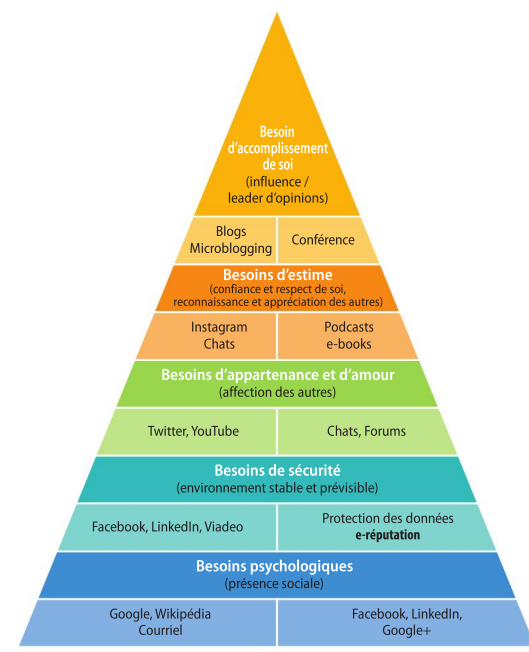 Besoin
d'accomplissement
de soi
(influence /
leader d'opinions)
Blogs
Microblogging
Conférence
Besoins d'estime
(confiance et respect de soi,
reconnaissance et appréciation des autres)
Instagram
Chats
Podcasts
e-books
Besoins d'appartenance et d'amour
(affection des autres)
Twitter, YouTube
Chats, Forums
Besoins de sécurité
(environnement stable et prévisible)
Facebook, LinkedIn, Viadeo
Protection des données
e-réputation
Besoins psychologiques
(présence sociale)
Google, Wikipédia
Courriel
Facebook, LinkedIn,
Google+